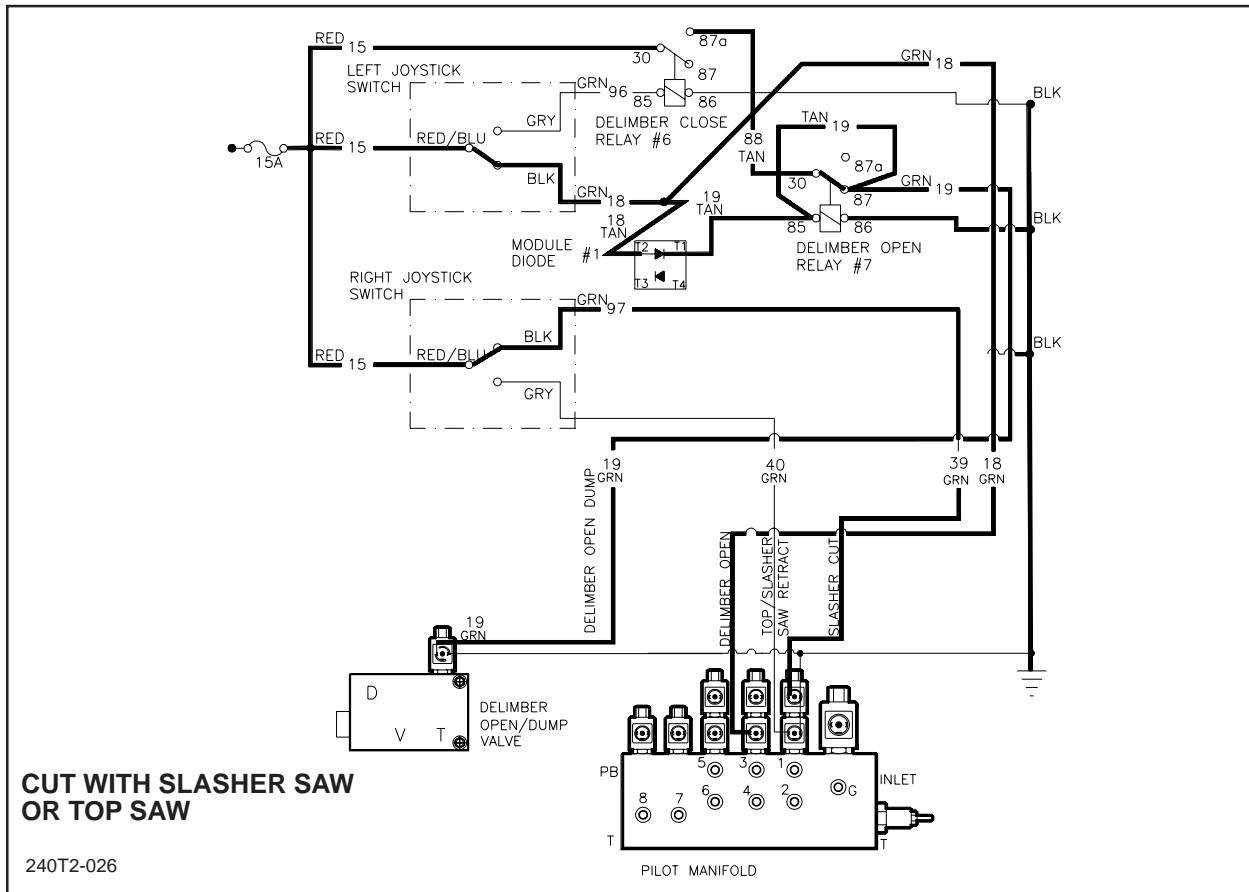 RED 15
LEFT JOYSTICK
SWITCH
30
87a
87
GRN 96
85
86
GRY
DELIMBER CLOSE
RELAY #6
GRN 18
BLK
15A
RED 15
RED/BLU
BLK
GRN 18
88
TAN
TAN 19
87a
30
87
GRN 19
19
TAN
18
TAN
85
86
BLK
MODULE
DIODE
#1
T2
T1
T3
T4
DELIMBER OPEN
RELAY #7
RIGHT JOYSTICK
SWITCH
GRN 97
BLK
RED 15
RED/BLU
GRY
BLK
19
GRN
40
GRN
39
GRN
18
GRN
DELIMBER OPEN DUMP
DELIMBER OPEN
TOP/SLASHER
SAW RETRACT
SLASHER CUT
19
GRN
D
V
T
DELIMBER
OPEN/DUMP
VALVE
PB
5
3
1
INLET
6
4
2
G
8
7
T
T
PILOT MANIFOLD
CUT WITH SLASHER SAW
OR TOP SAW
240T2-026